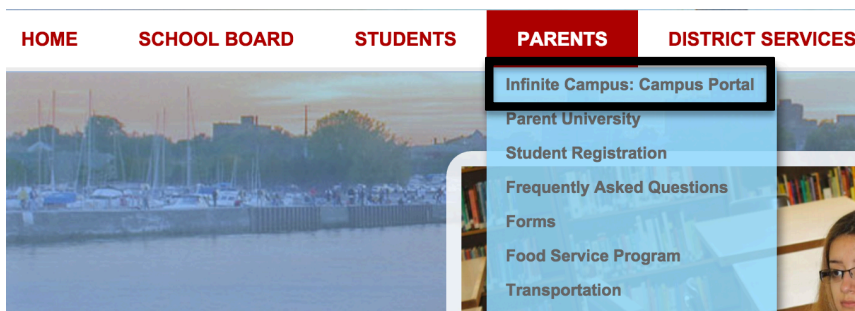 HOME SCHOOL BOARD STUDENTS PARENTS DISTRICT SERVICES
Infinite Campus: Campus Portal
Parent University
Student Registration
Frequently Asked Questions
Forms
Food Service Program
Transportation